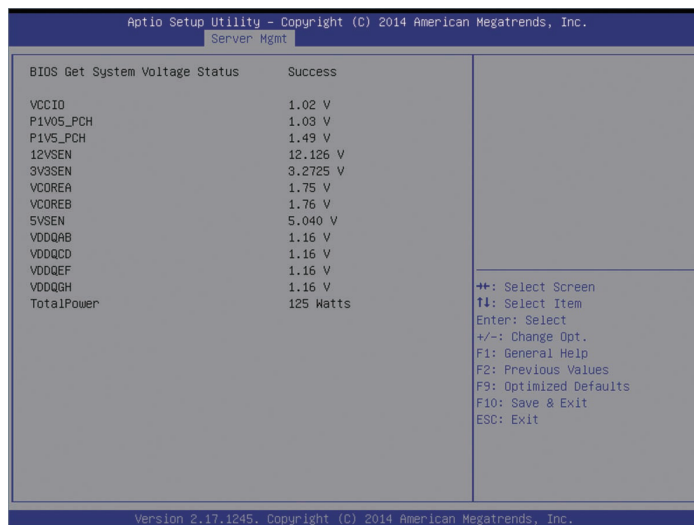 Aptio Setup Utility – Copyright (C) 2014 American Megatrends, Inc.
Server Mgmt
BIOS Get System Voltage Status Success
VCCIO 1.02 V
P1V05_PCH 1.03 V
P1V5_PCH 1.49 V
12VSEN 12.126 V
3V3SEN 3.2725 V
VCOREA 1.75 V
VCOREB 1.76 V
5VSEN 5.040 V
VDDQAB 1.16 V
VDDQCD 1.16 V
VDDQEF 1.16 V
VDDQGH 1.16 V
TotalPower 125 Watts
→←: Select Screen
↑↓: Select Item
Enter: Select
+/-: Change Opt.
F1: General Help
F2: Previous Values
F9: Optimized Defaults
F10: Save & Exit
ESC: Exit
Version 2.17.1245. Copyright (C) 2014 American Megatrends, Inc.